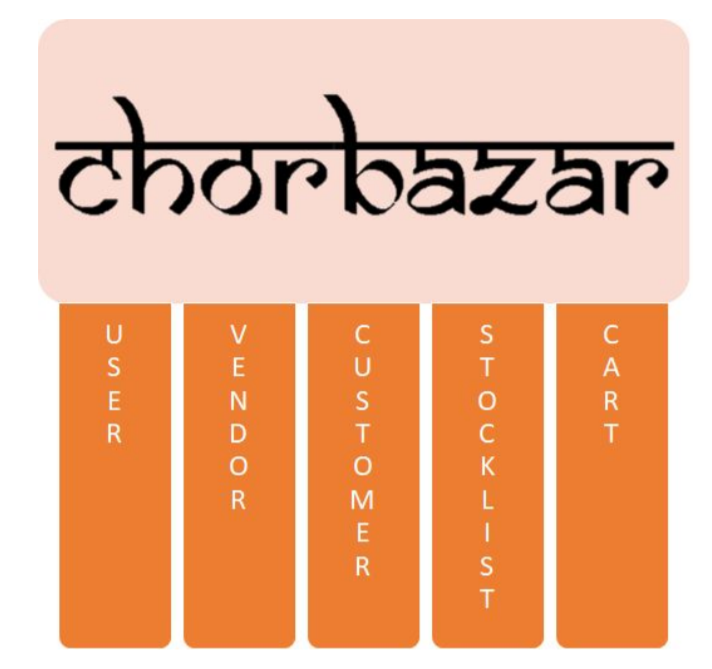 chorbazar
USER
VENDOR
CUSTOMER
STOCKLIST
CART